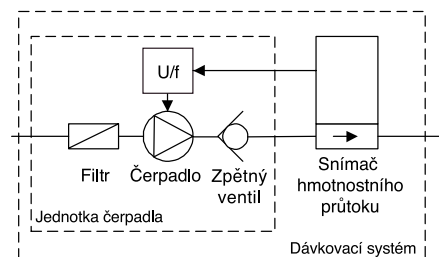 U/f
Filtr
Čerpadlo
Zpětný
ventil
Snímač
hmotnostního
průtoku
Jednotka čerpadla
Dávkovací systém